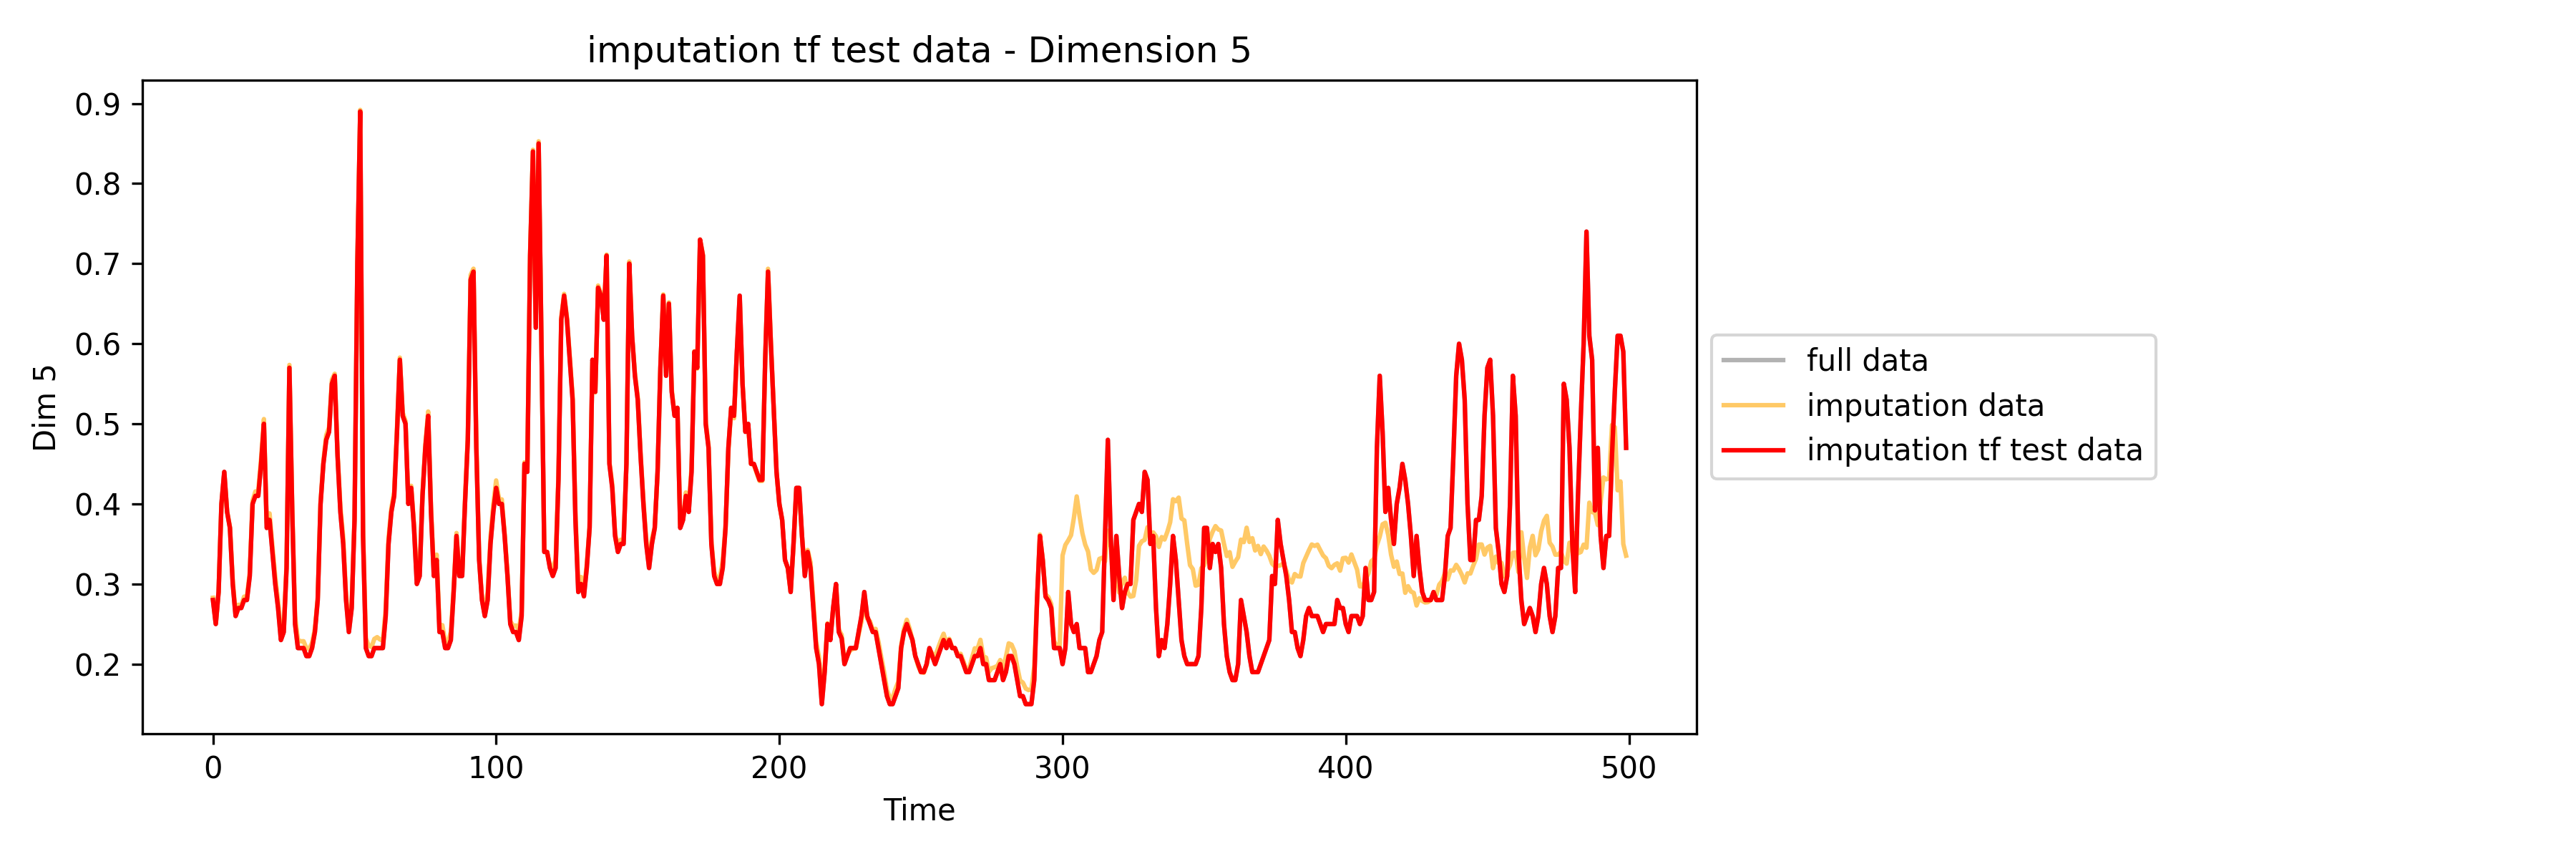 imputation tf test data - Dimension 5
0.9
0.8
0.7
0.6
0.5
0.4
0.3
0.2
Dim 5
0 100 200 300 400 500
Time
full data
imputation data
imputation tf test data